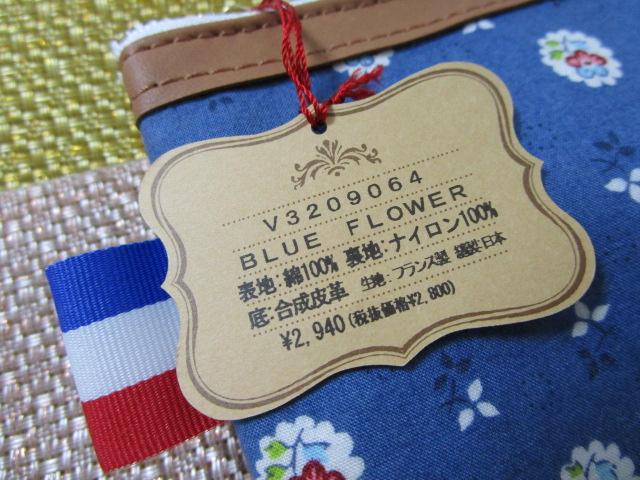 V3209064
BLUE FLOWER
表地:綿100% 裏地:ナイロン100%
底:合成皮革 生地:フランス製 縫製:日本
¥2,940(税抜価格¥2,800)